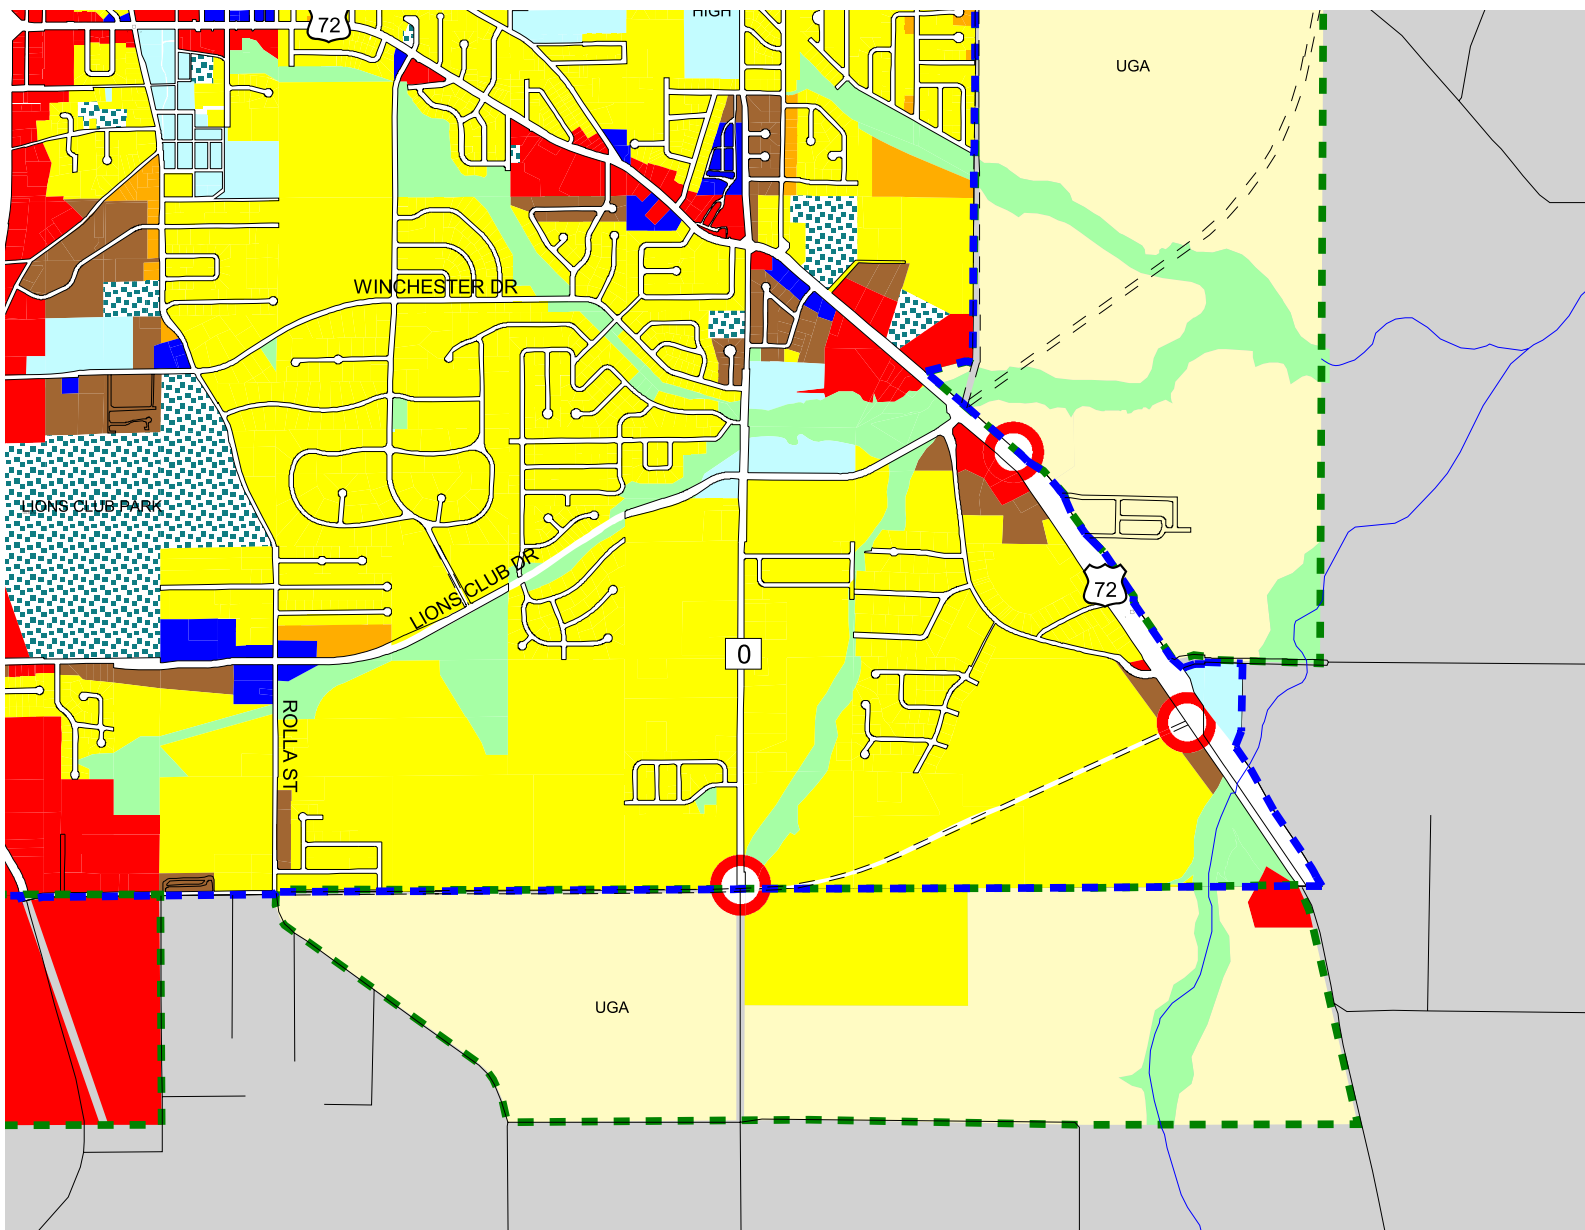 HIGH
72
UGA
WINCHESTER DR
LIONS CLUB PARK
LIONS CLUB DR
72
0
ROLLA ST
UGA